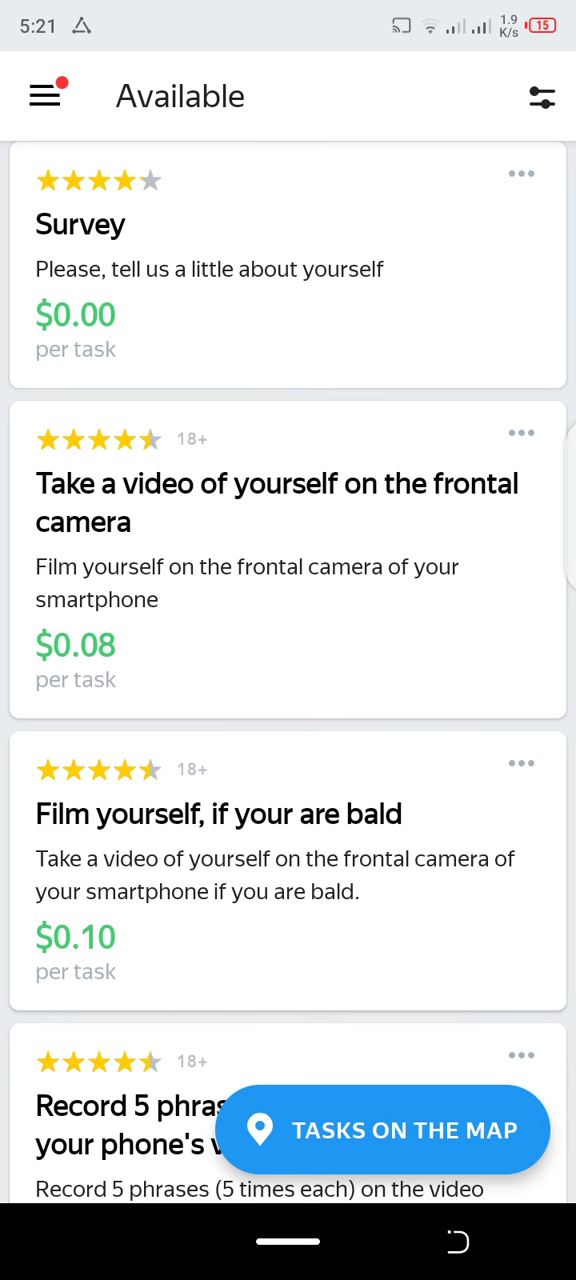 5:21
1.9
K/s
15
Available
Survey
Please, tell us a little about yourself
$0.00
per task
18+
Take a video of yourself on the frontal
camera
Film yourself on the frontal camera of your
smartphone
$0.08
per task
18+
Film yourself, if your are bald
Take a video of yourself on the frontal camera of
your smartphone if you are bald.
$0.10
per task
18+
Record 5
your phone's
TASKS ON THE MAP
Record 5 phrases (5 times each) on the video